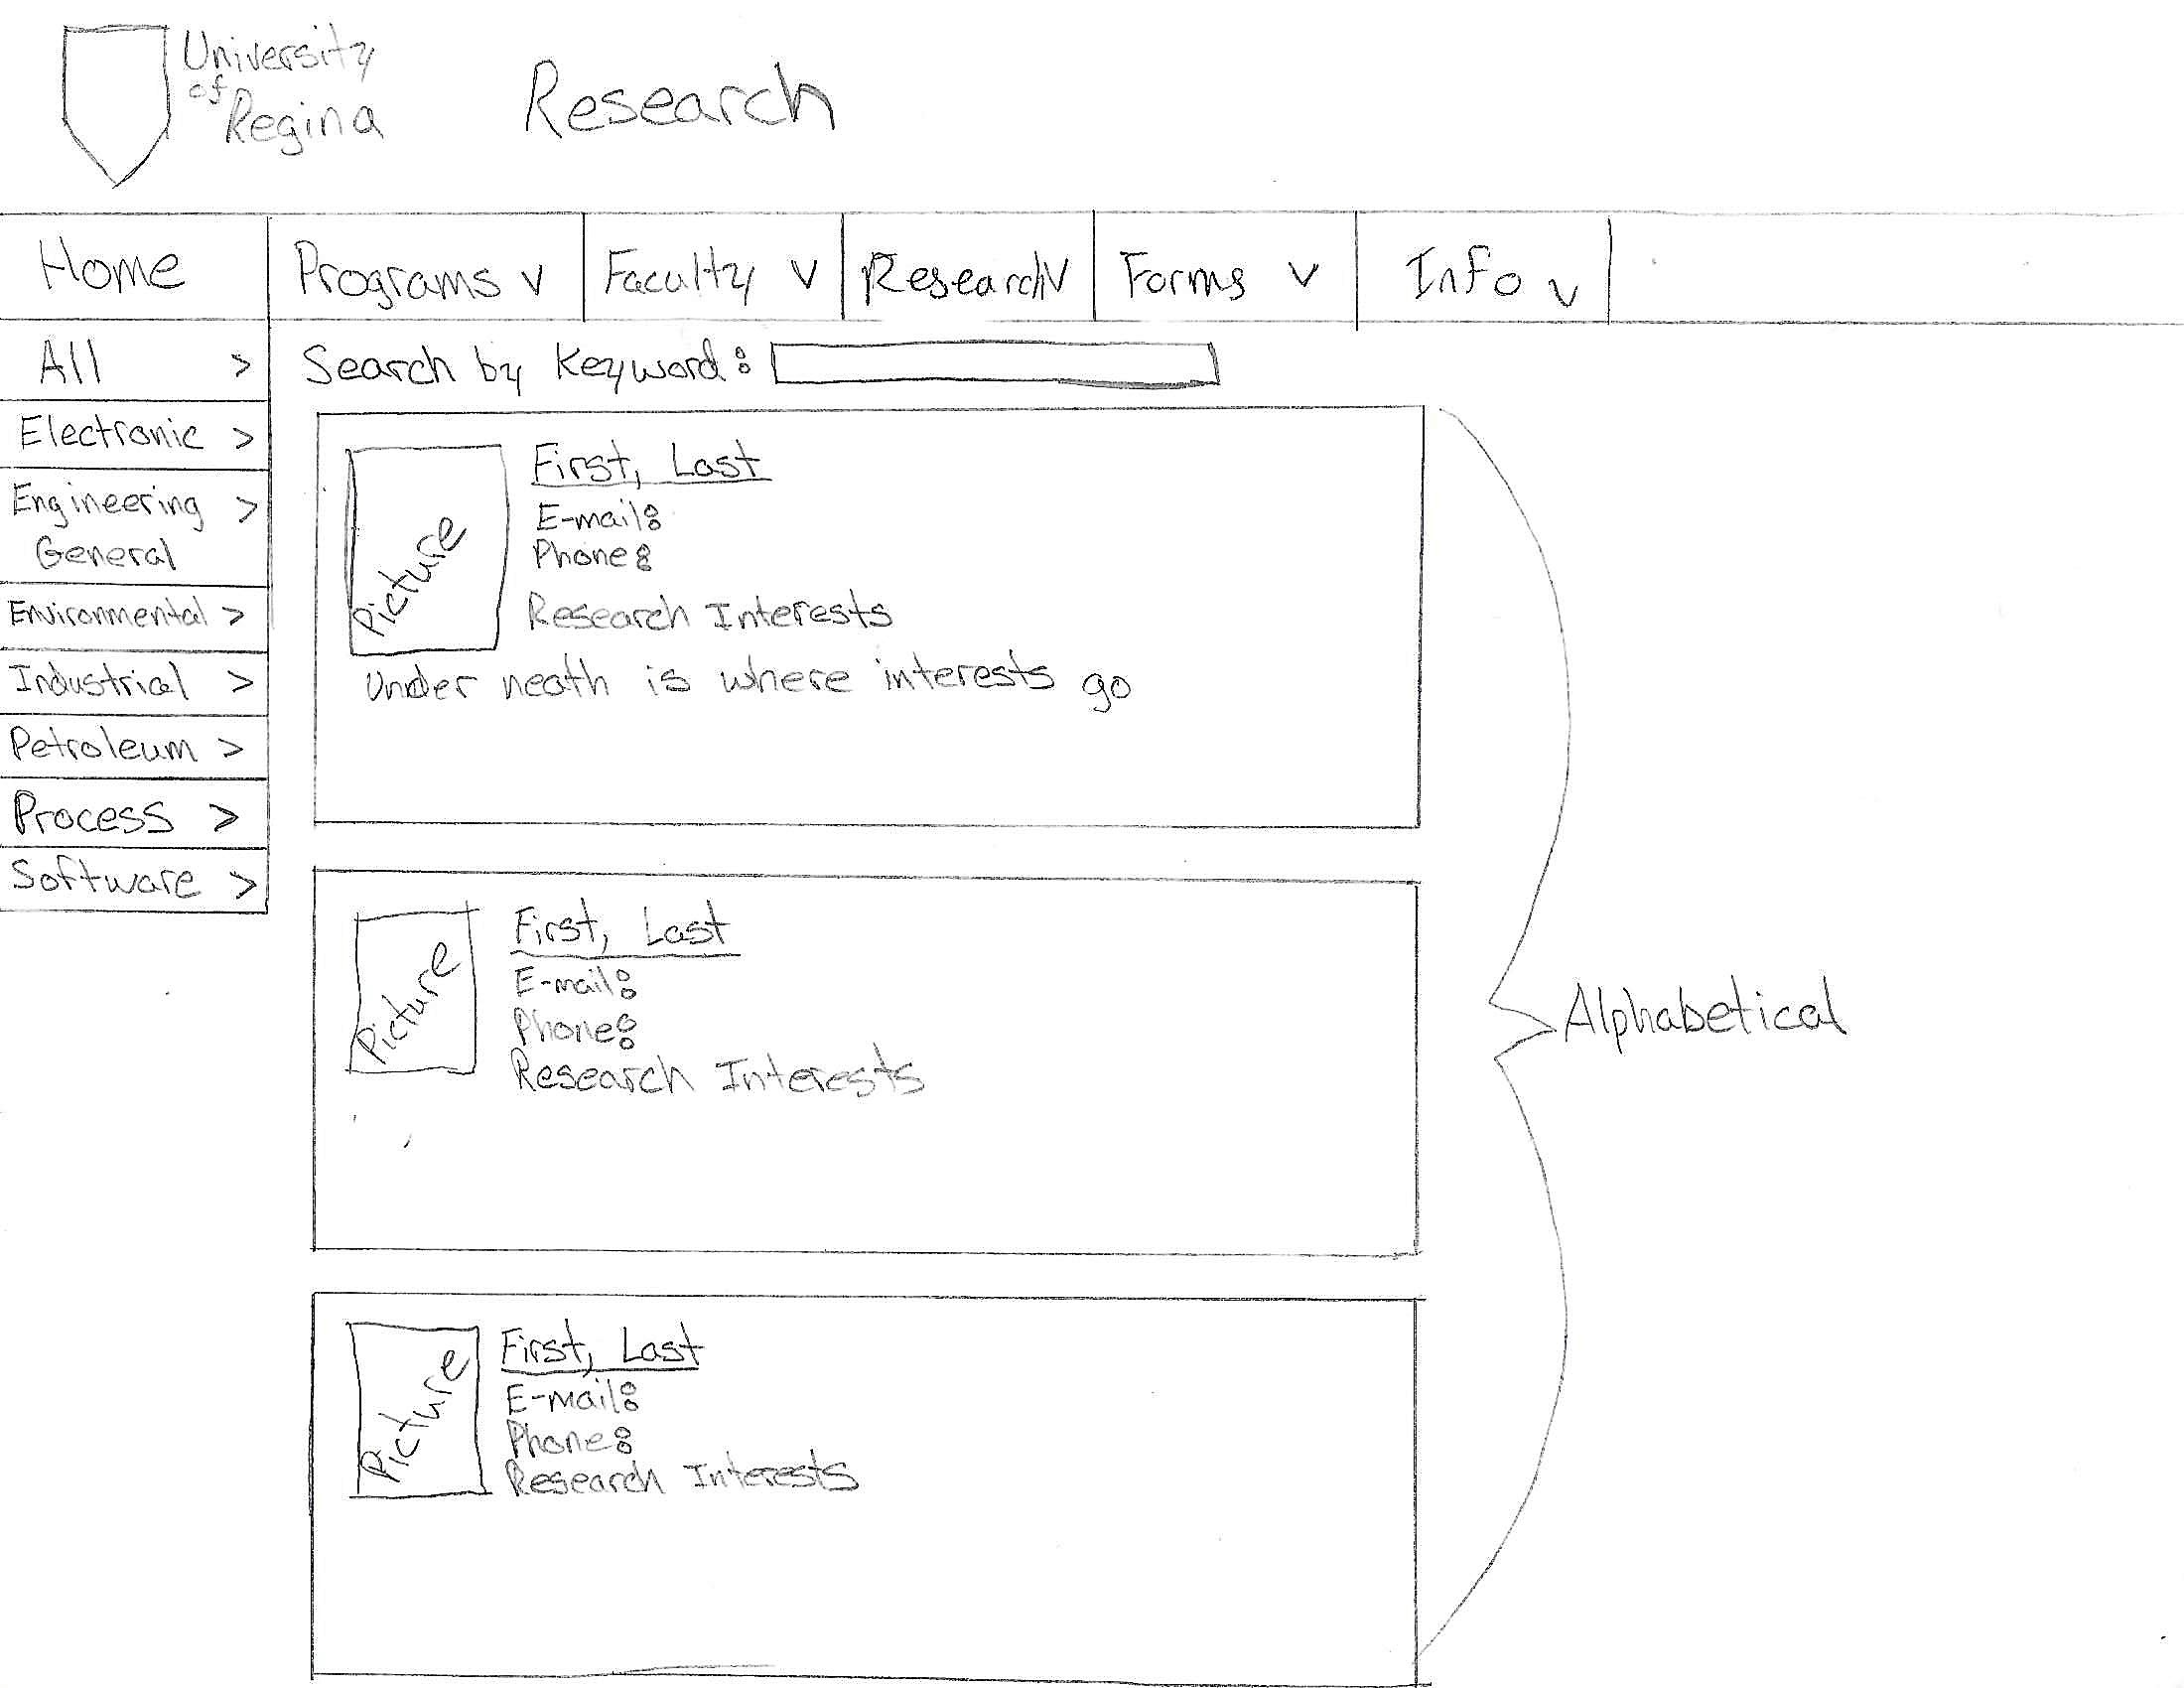 University
of
Regina
Research
Home
Programs v
Faculty v
Research v
Forms v
Info v
All >
Electronic >
Engineering >
General
Environmental >
Industrial >
Petroleum >
Process >
Software >
Search by Keyword:
Picture
First, Last
E-mail:
Phone:
Research Interests
Under neath is where interests go
Picture
First, Last
E-mail:
Phone:
Research Interests
Alphabetical
Picture
First, Last
E-mail:
Phone:
Research Interests